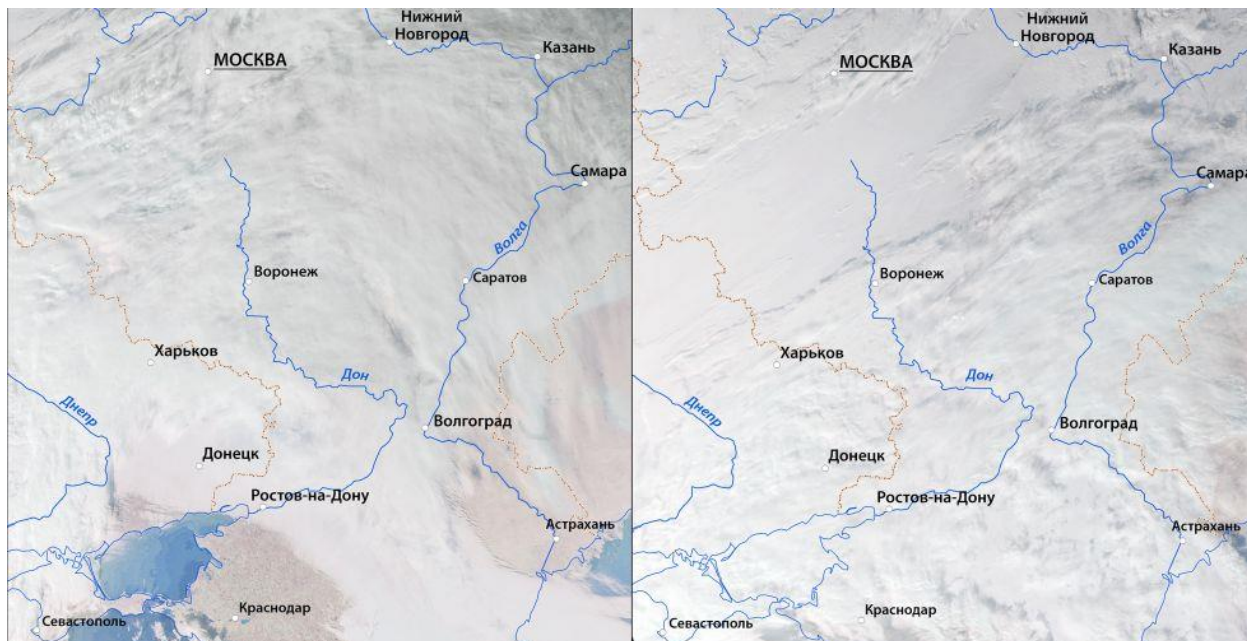 Нижний
Новгород
Казань
МОСКВА
Самара
Волга
Воронеж
Саратов
Харьков
Дон
Днепр
Волгоград
Донецк
Ростов-на-Дону
Астрахань
Краснодар
Севастополь
Нижний
Новгород
Казань
МОСКВА
Самара
Волга
Воронеж
Саратов
Харьков
Дон
Днепр
Волгоград
Донецк
Ростов-на-Дону
Астрахань
Краснодар
Севастополь